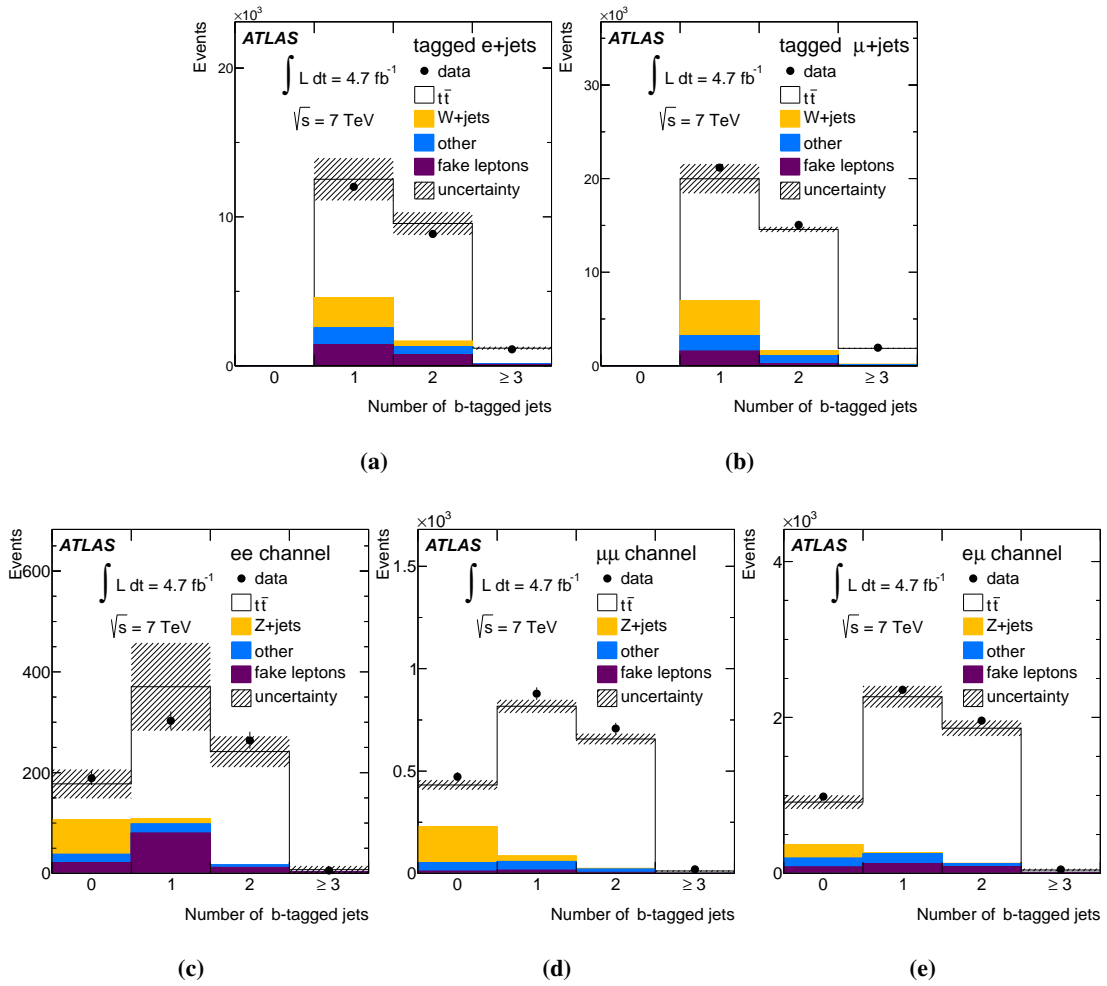 ×10³
Events
ATLAS
tagged e+jets
∫ L dt = 4.7 fb⁻¹
√s = 7 TeV
data
tt̄
W+jets
other
fake leptons
uncertainty
20
10
0
0 1 2 ≥ 3
Number of b-tagged jets
(a)
×10³
Events
ATLAS
tagged μ+jets
∫ L dt = 4.7 fb⁻¹
√s = 7 TeV
data
tt̄
W+jets
other
fake leptons
uncertainty
30
20
10
0
0 1 2 ≥ 3
Number of b-tagged jets
(b)
Events
ATLAS
ee channel
∫ L dt = 4.7 fb⁻¹
√s = 7 TeV
data
tt̄
Z+jets
other
fake leptons
uncertainty
600
400
200
0
0 1 2 ≥ 3
Number of b-tagged jets
(c)
×10³
Events
ATLAS
μμ channel
∫ L dt = 4.7 fb⁻¹
√s = 7 TeV
data
tt̄
Z+jets
other
fake leptons
uncertainty
1.5
1
0.5
0
0 1 2 ≥ 3
Number of b-tagged jets
(d)
×10³
Events
ATLAS
eμ channel
∫ L dt = 4.7 fb⁻¹
√s = 7 TeV
data
tt̄
Z+jets
other
fake leptons
uncertainty
4
2
0
0 1 2 ≥ 3
Number of b-tagged jets
(e)